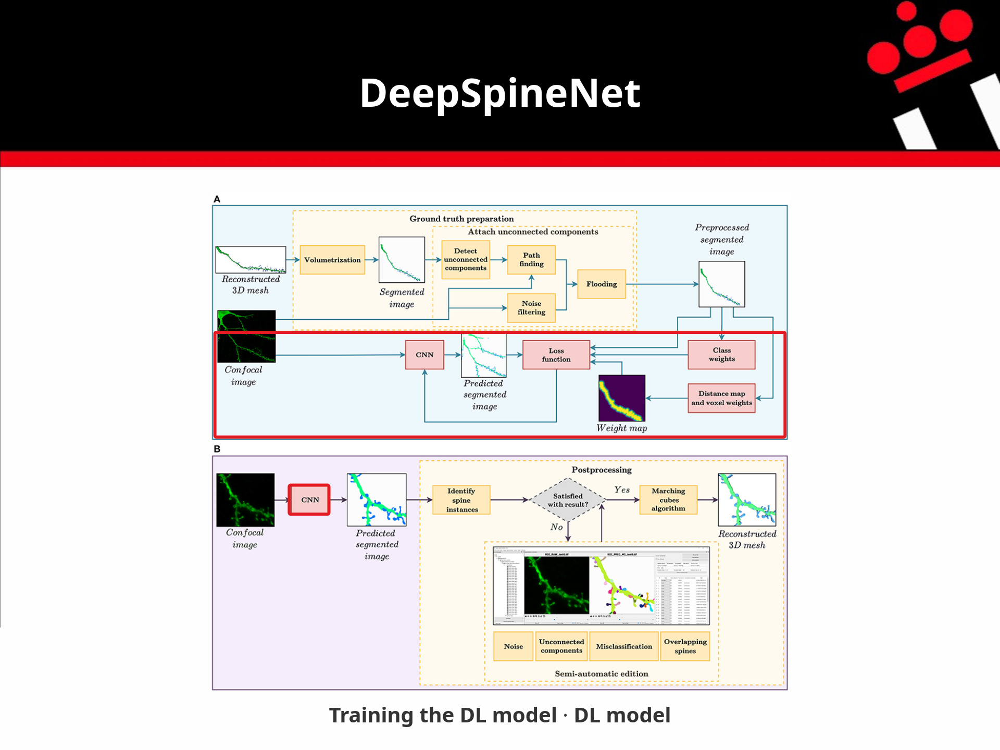 DeepSpineNet
A
Ground truth preparation
Attach unconnected components
Preprocessed
segmented
image
Volumetrization
Detect
unconnected
components
Path
finding
Reconstructed
3D mesh
Segmented
image
Flooding
Noise
filtering
CNN
Loss
function
Class
weights
Confocal
image
Predicted
segmented
image
Distance map
and voxel weights
Weight map
B
Postprocessing
CNN
Identify
spine
instances
Satisfied
with result?
Yes
No
Marching
cubes
algorithm
Confocal
image
Predicted
segmented
image
Reconstructed
3D mesh
ROI_RAW_test6.tif
ROI_PRED_M2_test6.tif
Noise
Unconnected
components
Misclassification
Overlapping
spines
Semi-automatic edition
Training the DL model · DL model